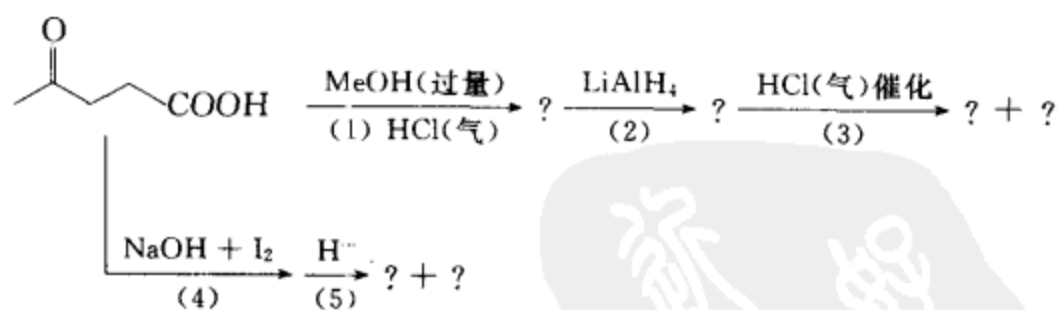 O
COOH
MeOH(过量)
(1) HCl(气)
?
LiAlH₄
(2)
?
HCl(气)催化
(3)
? + ?
NaOH + I₂
(4)
H⁻
(5)
? + ?